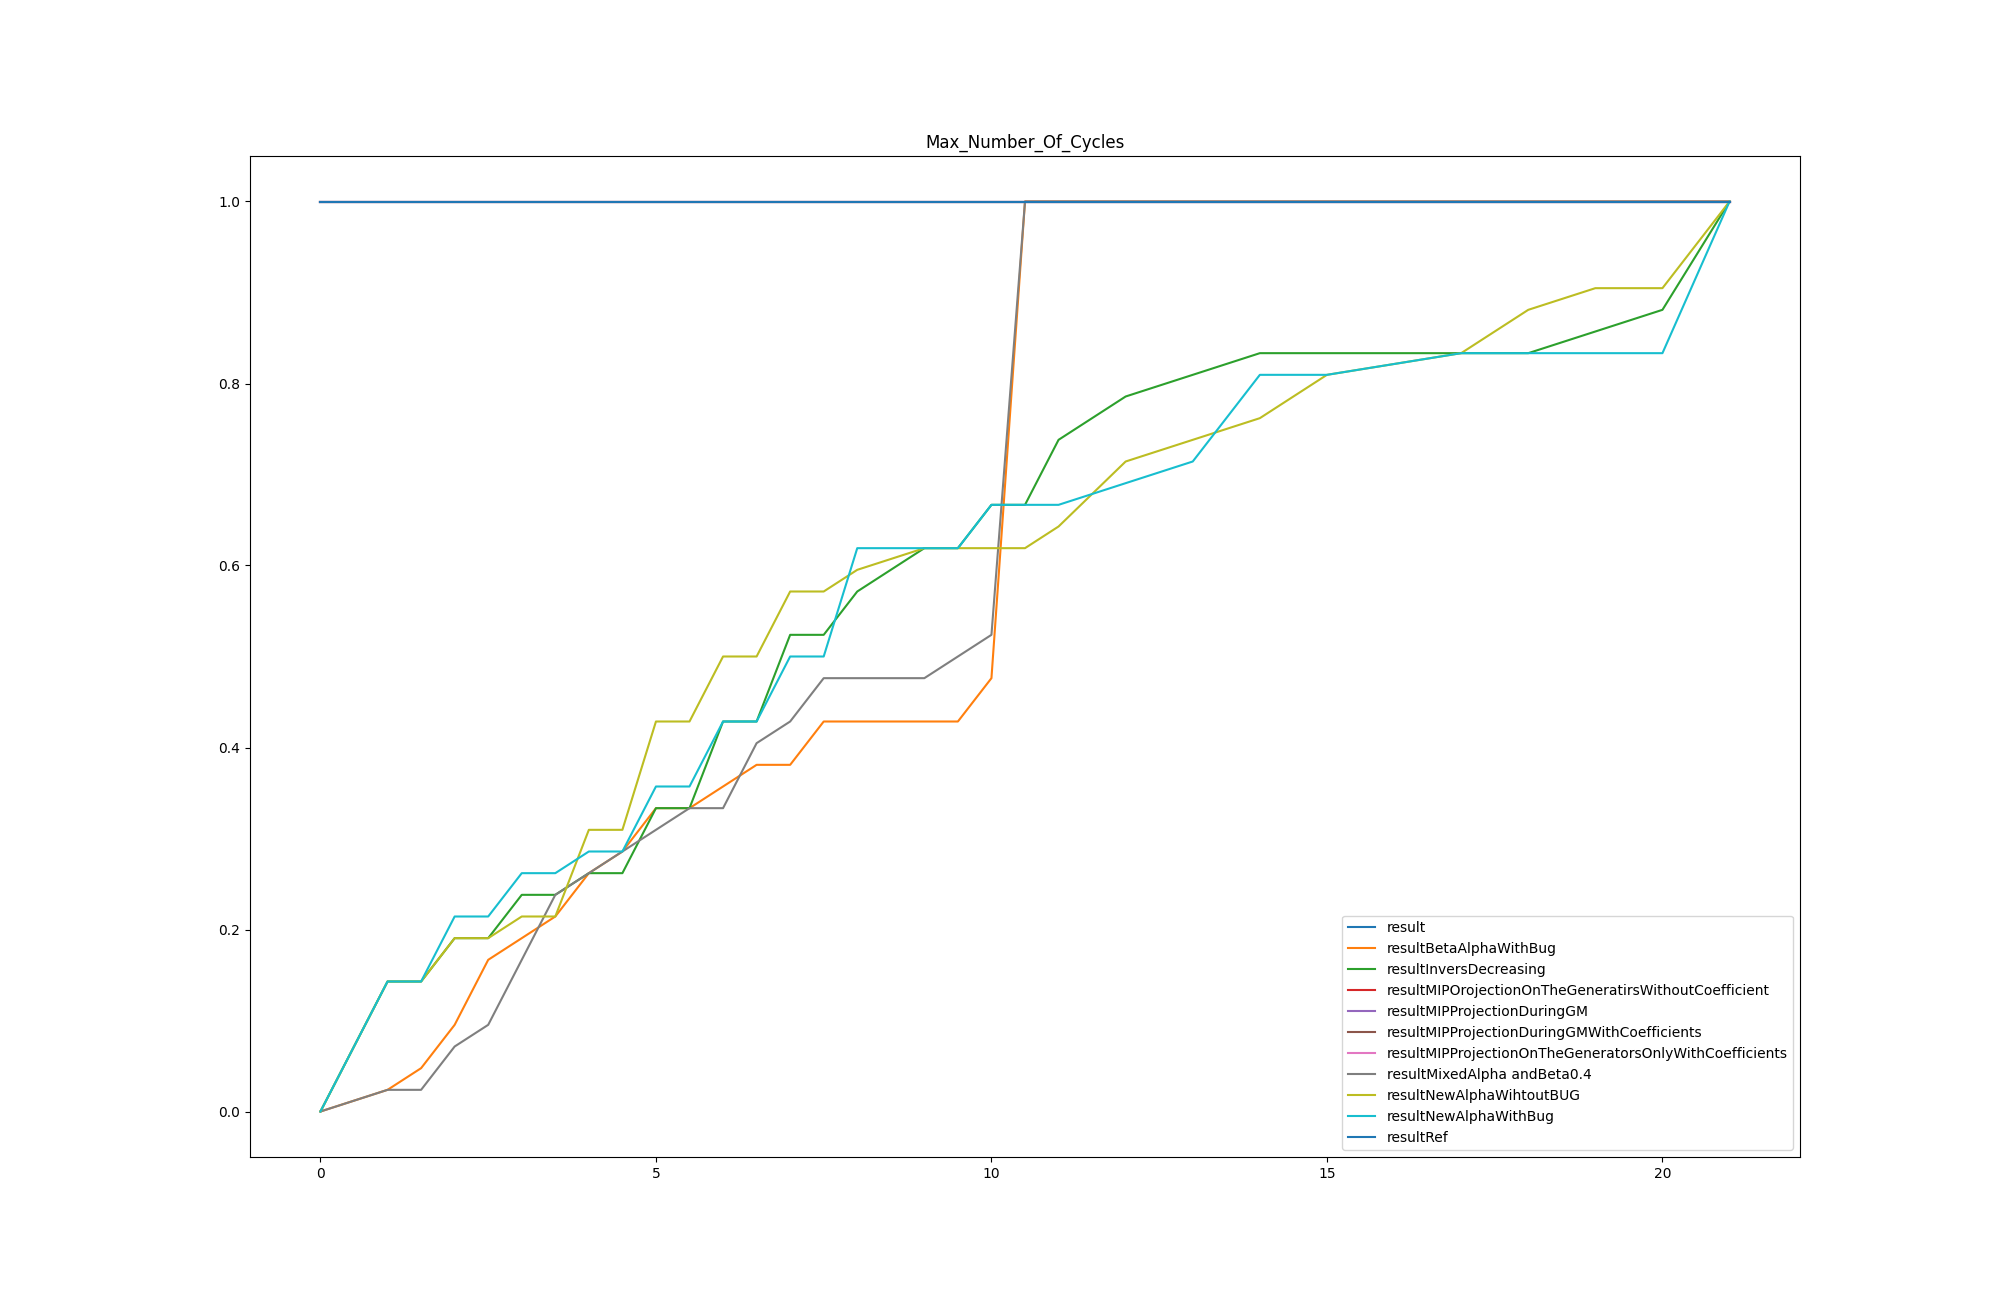 Max_Number_Of_Cycles
1.0
0.8
0.6
0.4
0.2
0.0
0 5 10 15 20
result
resultBetaAlphaWithBug
resultInversDecreasing
resultMIPOrojectionOnTheGeneratirsWithoutCoefficient
resultMIPProjectionDuringGM
resultMIPProjectionDuringGMWithCoefficients
resultMIPProjectionOnTheGeneratorsOnlyWithCoefficients
resultMixedAlpha andBeta0.4
resultNewAlphaWihtoutBUG
resultNewAlphaWithBug
resultRef